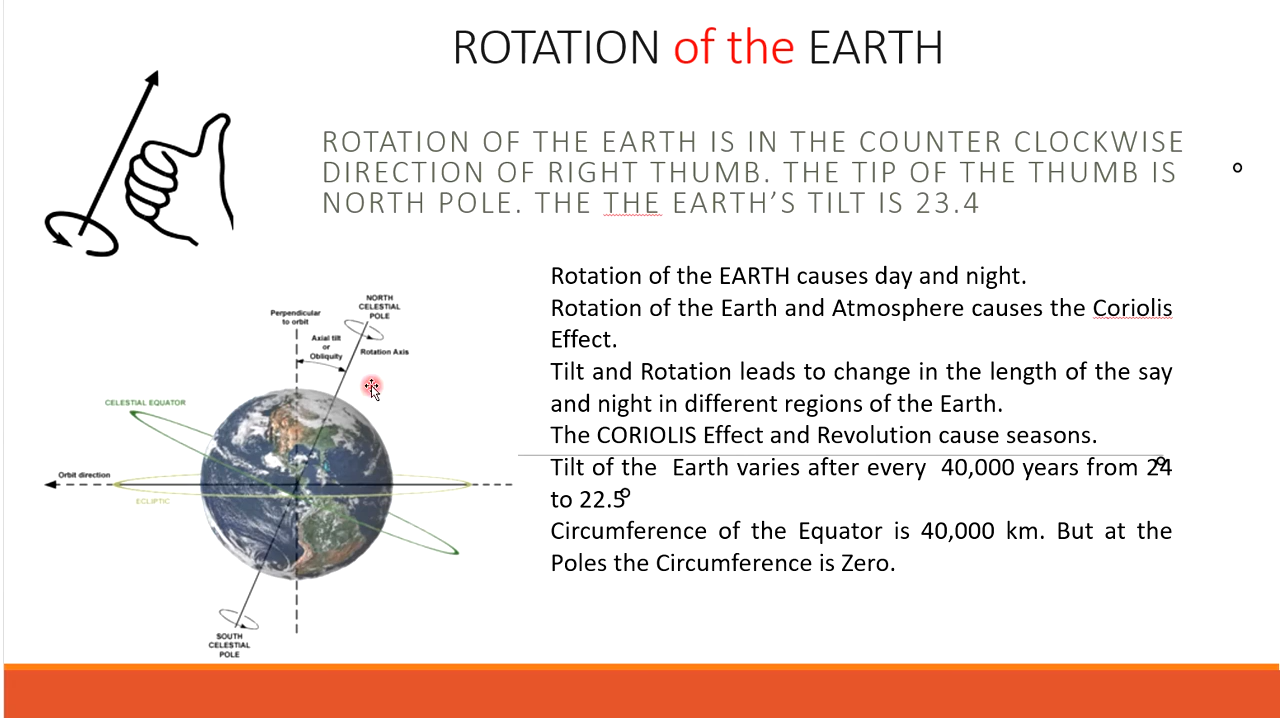 ROTATION of the EARTH
ROTATION OF THE EARTH IS IN THE COUNTER CLOCKWISE
DIRECTION OF RIGHT THUMB. THE TIP OF THE THUMB IS
NORTH POLE. THE THE EARTH’S TILT IS 23.4
o
Rotation of the EARTH causes day and night.
Rotation of the Earth and Atmosphere causes the Coriolis
Effect.
Tilt and Rotation leads to change in the length of the say
and night in different regions of the Earth.
The CORIOLIS Effect and Revolution cause seasons.
Tilt of the Earth varies after every 40,000 years from 24o
to 22.5o
Circumference of the Equator is 40,000 km. But at the
Poles the Circumference is Zero.
NORTH
CELESTIAL
POLE
Perpendicular
to orbit
Axial tilt
or
Obliquity
Rotation Axis
CELESTIAL EQUATOR
Orbit direction
ECLIPTIC
SOUTH
CELESTIAL
POLE